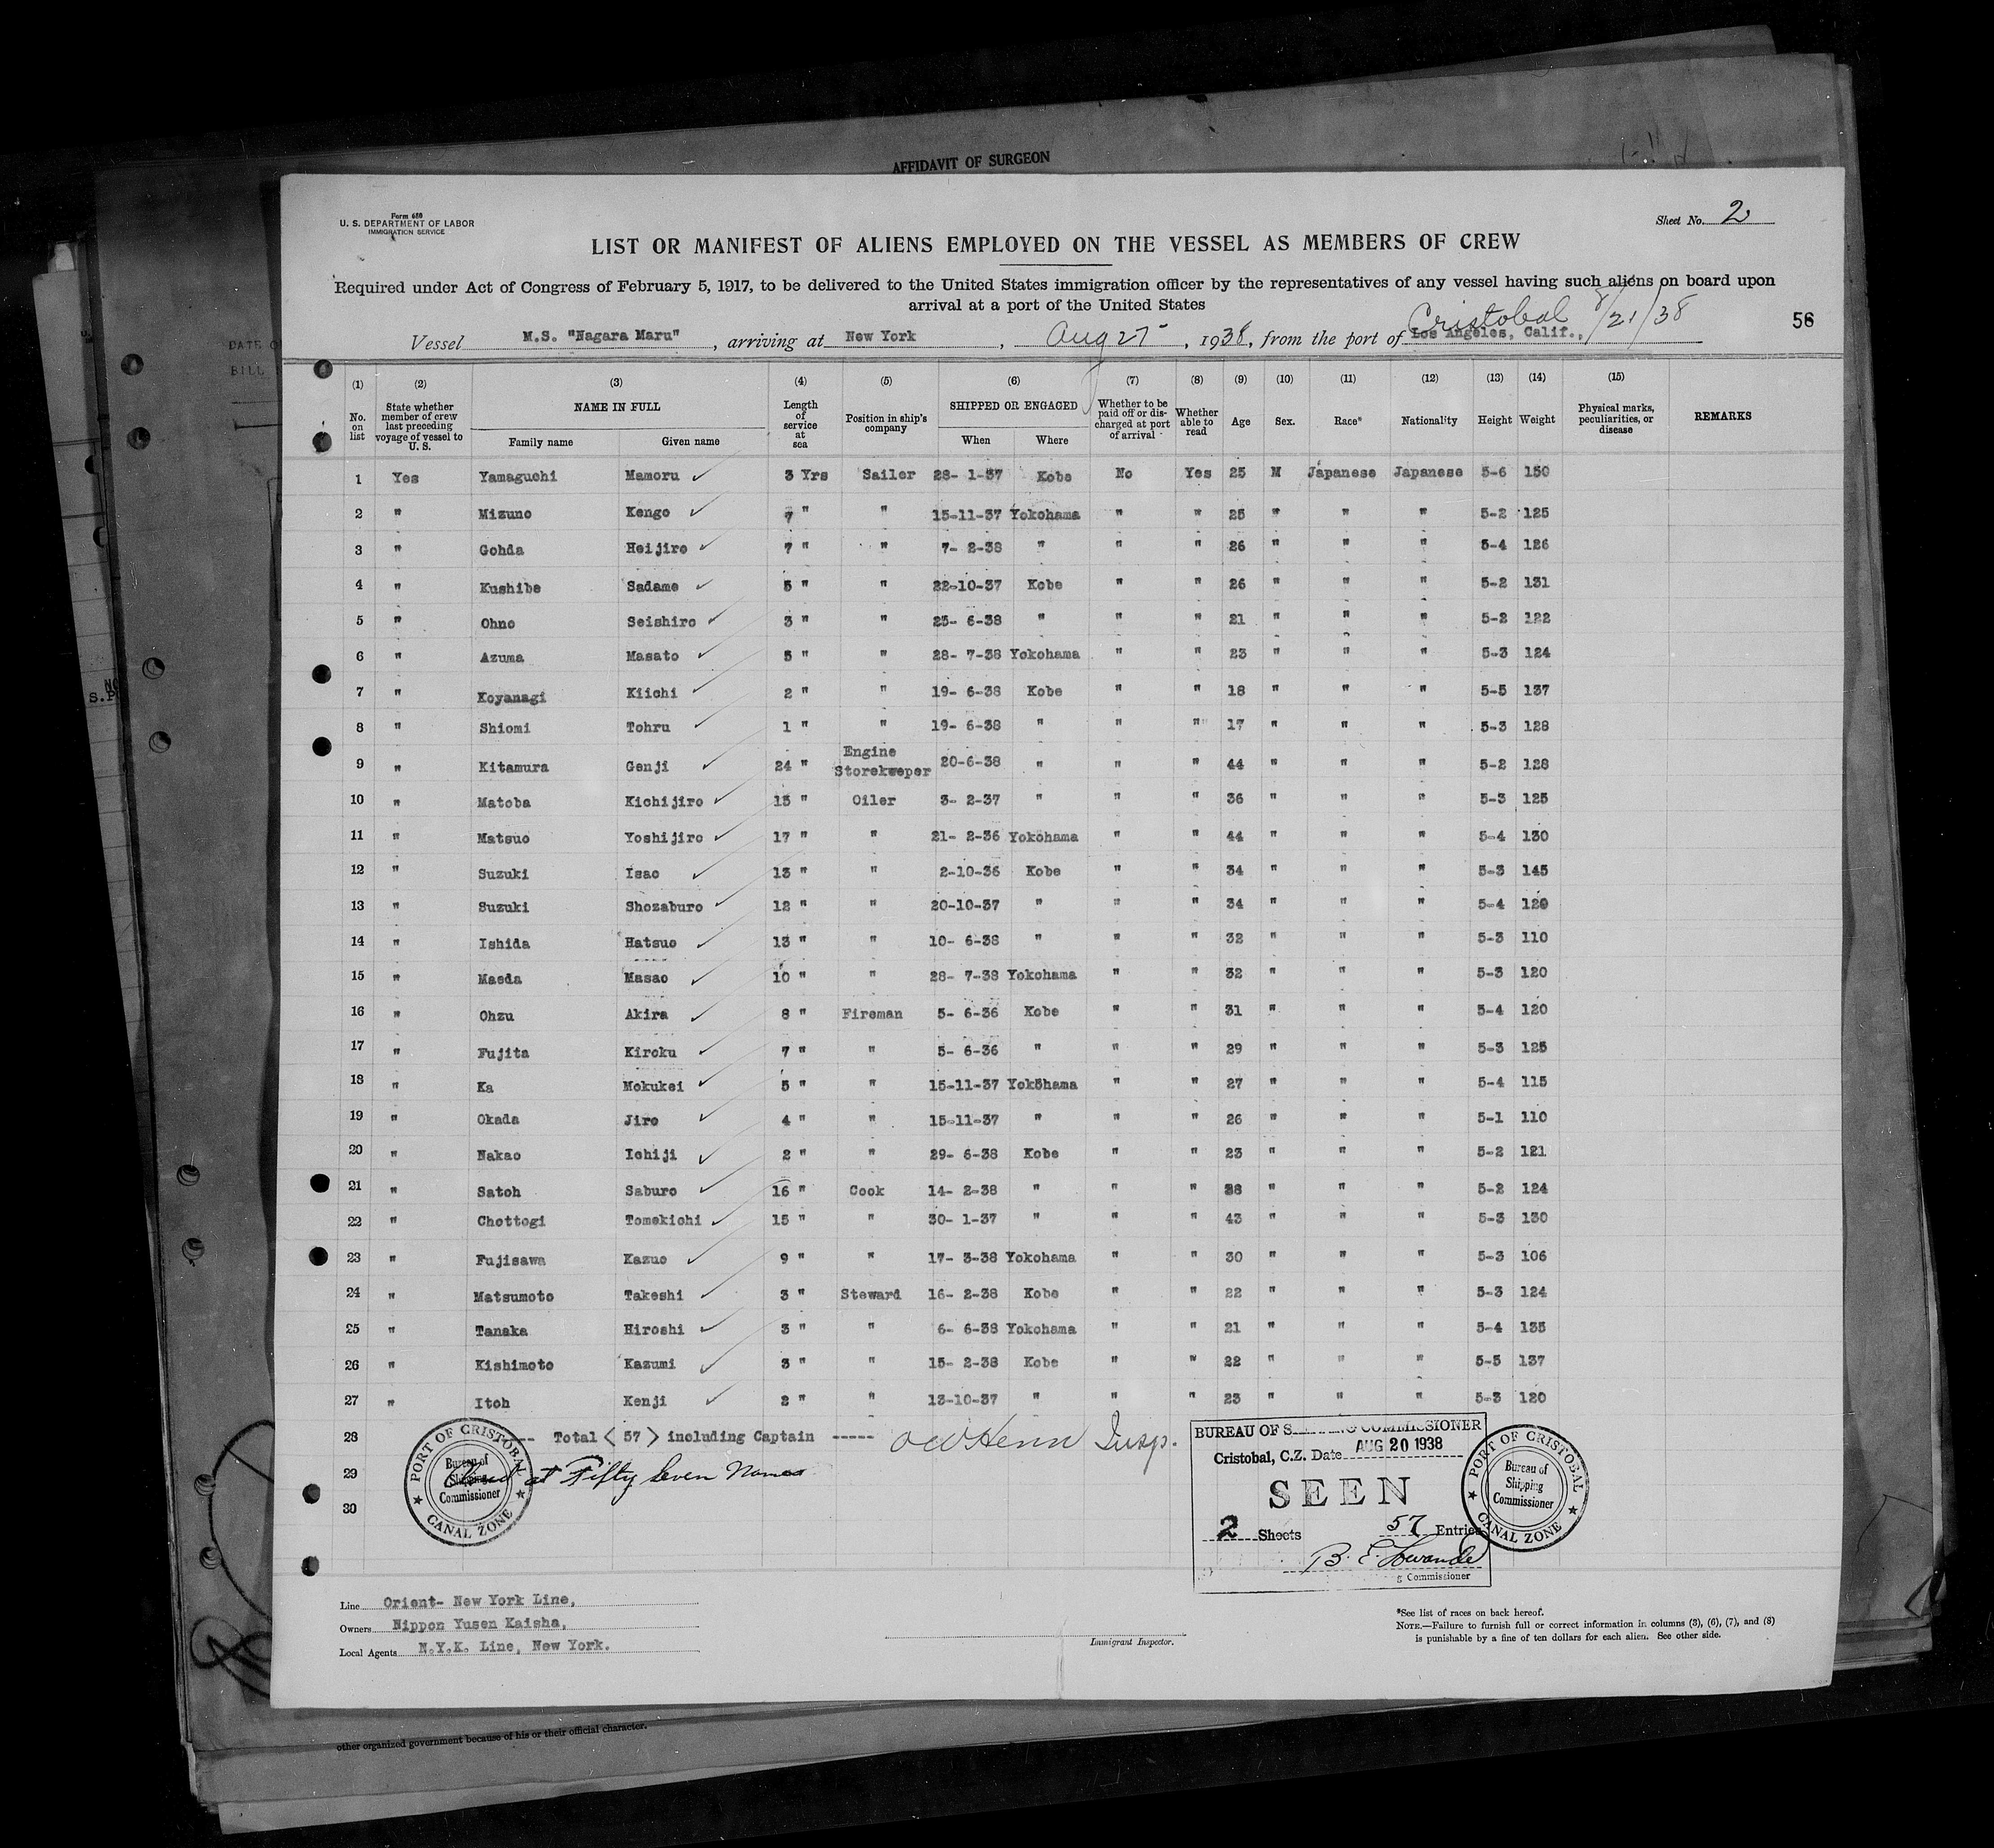 AFFIDAVIT OF SURGEON
Form 688
U. S. DEPARTMENT OF LABOR
IMMIGRATION SERVICE
Sheet No. 2
LIST OR MANIFEST OF ALIENS EMPLOYED ON THE VESSEL AS MEMBERS OF CREW
Required under Act of Congress of February 5, 1917, to be delivered to the United States immigration officer by the representatives of any vessel having such aliens on board upon
arrival at a port of the United States
Cristobal 8/21/38
56
Vessel M.S. "Nagara Maru", arriving at New York, Aug 27, 1938, from the port of Los Angeles, Calif.,
(1) (2) (3) (4) (5) (6) (7) (8) (9) (10) (11) (12) (13) (14) (15)
No. on list State whether member of crew last preceding voyage of vessel to U. S. NAME IN FULL Family name Given name Length of service at sea Position in ship's company SHIPPED OR ENGAGED When Where Whether to be paid off or discharged at port of arrival Whether able to read Age Sex. Race* Nationality Height Weight Physical marks, peculiarities, or disease REMARKS
1 Yes Yamaguchi Mamoru ✓ 3 Yrs Sailer 28- 1-37 Kobe No Yes 25 M Japanese Japanese 5-6 150
2 " Mizuno Kengo ✓ 7 " " 15-11-37 Yokohama " " 25 " " " 5-2 125
3 " Gohda Heijiro ✓ 7 " " 7- 2-38 " " " 26 " " " 5-4 126
4 " Kushibe Sadame ✓ 5 " " 22-10-37 Kobe " " 26 " " " 5-2 131
5 " Ohno Seishiro ✓ 3 " " 25- 6-38 " " " 21 " " " 5-2 122
6 " Azuma Masato ✓ 5 " " 28- 7-38 Yokohama " " 23 " " " 5-3 124
7 " Koyanagi Kiichi ✓ 2 " " 19- 6-38 Kobe " " 18 " " " 5-5 137
8 " Shiomi Tohru ✓ 1 " " 19- 6-38 " " " 17 " " " 5-3 128
9 " Kitamura Genji ✓ 24 " Engine Storekweper 20-6-38 " " " 44 " " " 5-2 128
10 " Matoba Kichijiro ✓ 15 " Oiler 3- 2-37 " " " 36 " " " 5-3 125
11 " Matsuo Yoshijiro ✓ 17 " " 21- 2-36 Yokohama " " 44 " " " 5-4 130
12 " Suzuki Isao ✓ 13 " " 2-10-36 Kobe " " 34 " " " 5-3 145
13 " Suzuki Shozaburo ✓ 12 " " 20-10-37 " " " 34 " " " 5-4 129
14 " Ishida Hatsuo ✓ 13 " " 10- 6-38 " " " 32 " " " 5-3 110
15 " Maeda Masao ✓ 10 " " 28- 7-38 Yokohama " " 32 " " " 5-3 120
16 " Ohzu Akira ✓ 8 " Fireman 5- 6-36 Kobe " " 31 " " " 5-4 120
17 " Fujita Kiroku ✓ 7 " " 5- 6-36 " " " 29 " " " 5-3 125
18 " Ka Mokukei ✓ 5 " " 15-11-37 Yokohama " " 27 " " " 5-4 115
19 " Okada Jiro ✓ 4 " " 15-11-37 " " " 26 " " " 5-1 110
20 " Nakao Ichiji ✓ 2 " " 29- 6-38 Kobe " " 23 " " " 5-2 121
21 " Satoh Saburo ✓ 16 " Cook 14- 2-38 " " " 38 " " " 5-2 124
22 " Chottogi Tomekichi ✓ 15 " " 30- 1-37 " " " 43 " " " 5-3 130
23 " Fujisawa Kazuo ✓ 9 " " 17- 3-38 Yokohama " " 30 " " " 5-3 106
24 " Matsumoto Takeshi ✓ 3 " Steward 16- 2-38 Kobe " " 22 " " " 5-3 124
25 " Tanaka Hiroshi ✓ 3 " " 6- 6-38 Yokohama " " 21 " " " 5-4 135
26 " Kishimoto Kazumi ✓ 3 " " 15- 2-38 Kobe " " 22 " " " 5-5 137
27 " Itoh Kenji ✓ 2 " " 13-10-37 " " " 23 " " " 5-3 120
28 -- Total < 57 > including Captain -----
Insp.
29 at Fifty Seven Names
30
PORT OF CRISTOBAL
Bureau of
Shipping
Commissioner
CANAL ZONE
BUREAU OF S NG COMMISSIONER
Cristobal, C.Z. Date AUG 20 1938
SEEN
2 Sheets 57 Entries
B. E.
g Commissioner
PORT OF CRISTOBAL
Bureau of
Shipping
Commissioner
CANAL ZONE
Line Orient- New York Line,
Owners Nippon Yusen Kaisha,
Local Agents N.Y.K. Line, New York.
Immigrant Inspector.
*See list of races on back hereof.
NOTE.—Failure to furnish full or correct information in columns (3), (6), (7), and (8)
is punishable by a fine of ten dollars for each alien. See other side.
other organized government because of his or their official character.
DATE O
BILL
NO
S.P